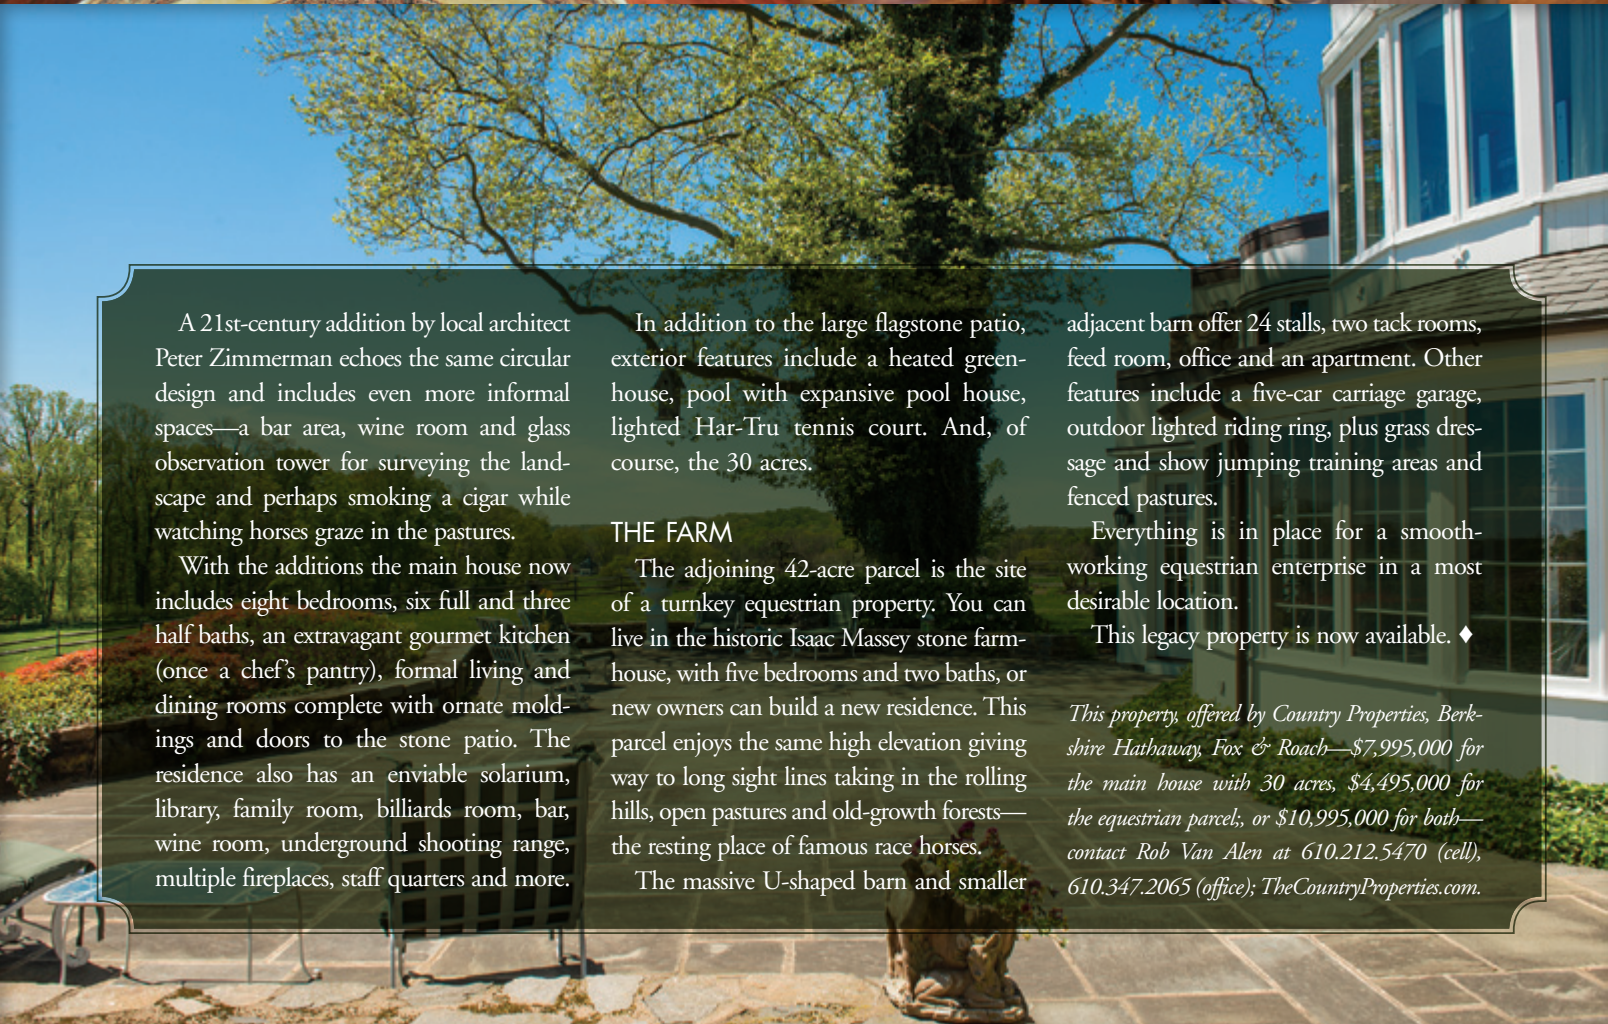 A 21st-century addition by local architect
Peter Zimmerman echoes the same circular
design and includes even more informal
spaces—a bar area, wine room and glass
observation tower for surveying the land-
scape and perhaps smoking a cigar while
watching horses graze in the pastures.
With the additions the main house now
includes eight bedrooms, six full and three
half baths, an extravagant gourmet kitchen
(once a chef's pantry), formal living and
dining rooms complete with ornate mold-
ings and doors to the stone patio. The
residence also has an enviable solarium,
library, family room, billiards room, bar,
wine room, underground shooting range,
multiple fireplaces, staff quarters and more.
In addition to the large flagstone patio,
exterior features include a heated green-
house, pool with expansive pool house,
lighted Har-Tru tennis court. And, of
course, the 30 acres.
THE FARM
The adjoining 42-acre parcel is the site
of a turnkey equestrian property. You can
live in the historic Isaac Massey stone farm-
house, with five bedrooms and two baths, or
new owners can build a new residence. This
parcel enjoys the same high elevation giving
way to long sight lines taking in the rolling
hills, open pastures and old-growth forests—
the resting place of famous race horses.
The massive U-shaped barn and smaller
adjacent barn offer 24 stalls, two tack rooms,
feed room, office and an apartment. Other
features include a five-car carriage garage,
outdoor lighted riding ring, plus grass dres-
sage and show jumping training areas and
fenced pastures.
Everything is in place for a smooth-
working equestrian enterprise in a most
desirable location.
This legacy property is now available. ♦
This property, offered by Country Properties, Berk-
shire Hathaway, Fox & Roach—$7,995,000 for
the main house with 30 acres, $4,495,000 for
the equestrian parcel;, or $10,995,000 for both—
contact Rob Van Alen at 610.212.5470 (cell),
610.347.2065 (office); TheCountryProperties.com.